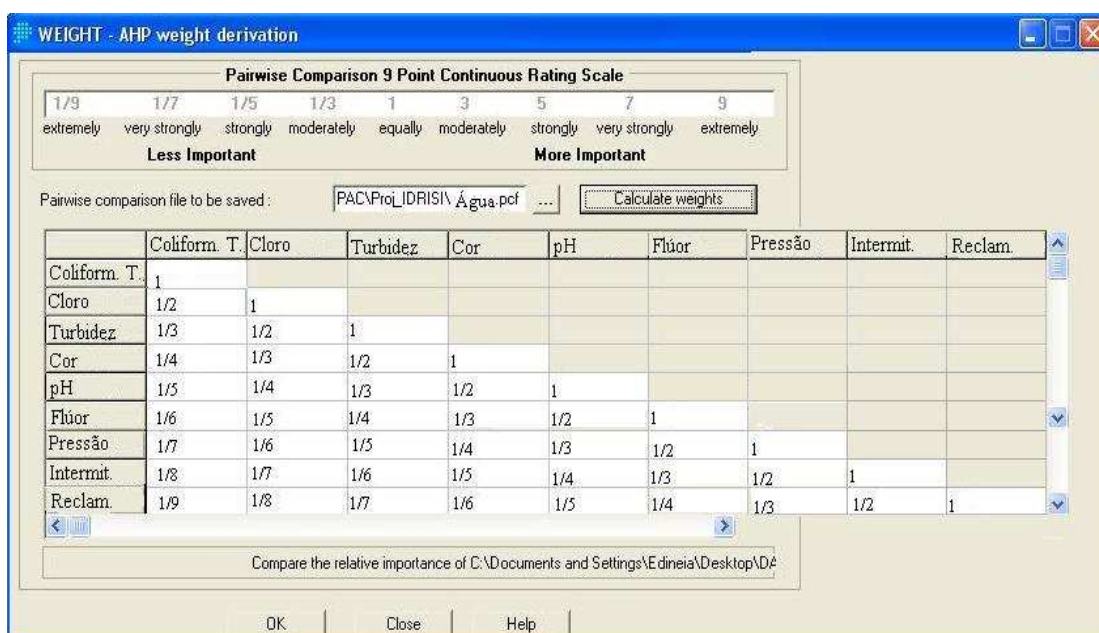 WEIGHT - AHP weight derivation
Pairwise Comparison 9 Point Continuous Rating Scale
1/9 1/7 1/5 1/3 1 3 5 7 9
extremely very strongly strongly moderately equally moderately strongly very strongly extremely
Less Important More Important
Pairwise comparison file to be saved : PAC\Proj_IDRISI\ Água.pcf ... Calculate weights
Coliform. T. Cloro Turbidez Cor pH Flúor Pressão Intermit. Reclam.
Coliform. T. 1
Cloro 1/2 1
Turbidez 1/3 1/2 1
Cor 1/4 1/3 1/2 1
pH 1/5 1/4 1/3 1/2 1
Flúor 1/6 1/5 1/4 1/3 1/2 1
Pressão 1/7 1/6 1/5 1/4 1/3 1/2 1
Intermit. 1/8 1/7 1/6 1/5 1/4 1/3 1/2 1
Reclam. 1/9 1/8 1/7 1/6 1/5 1/4 1/3 1/2 1
Compare the relative importance of C:\Documents and Settings\Edineia\Desktop\DA
OK Close Help